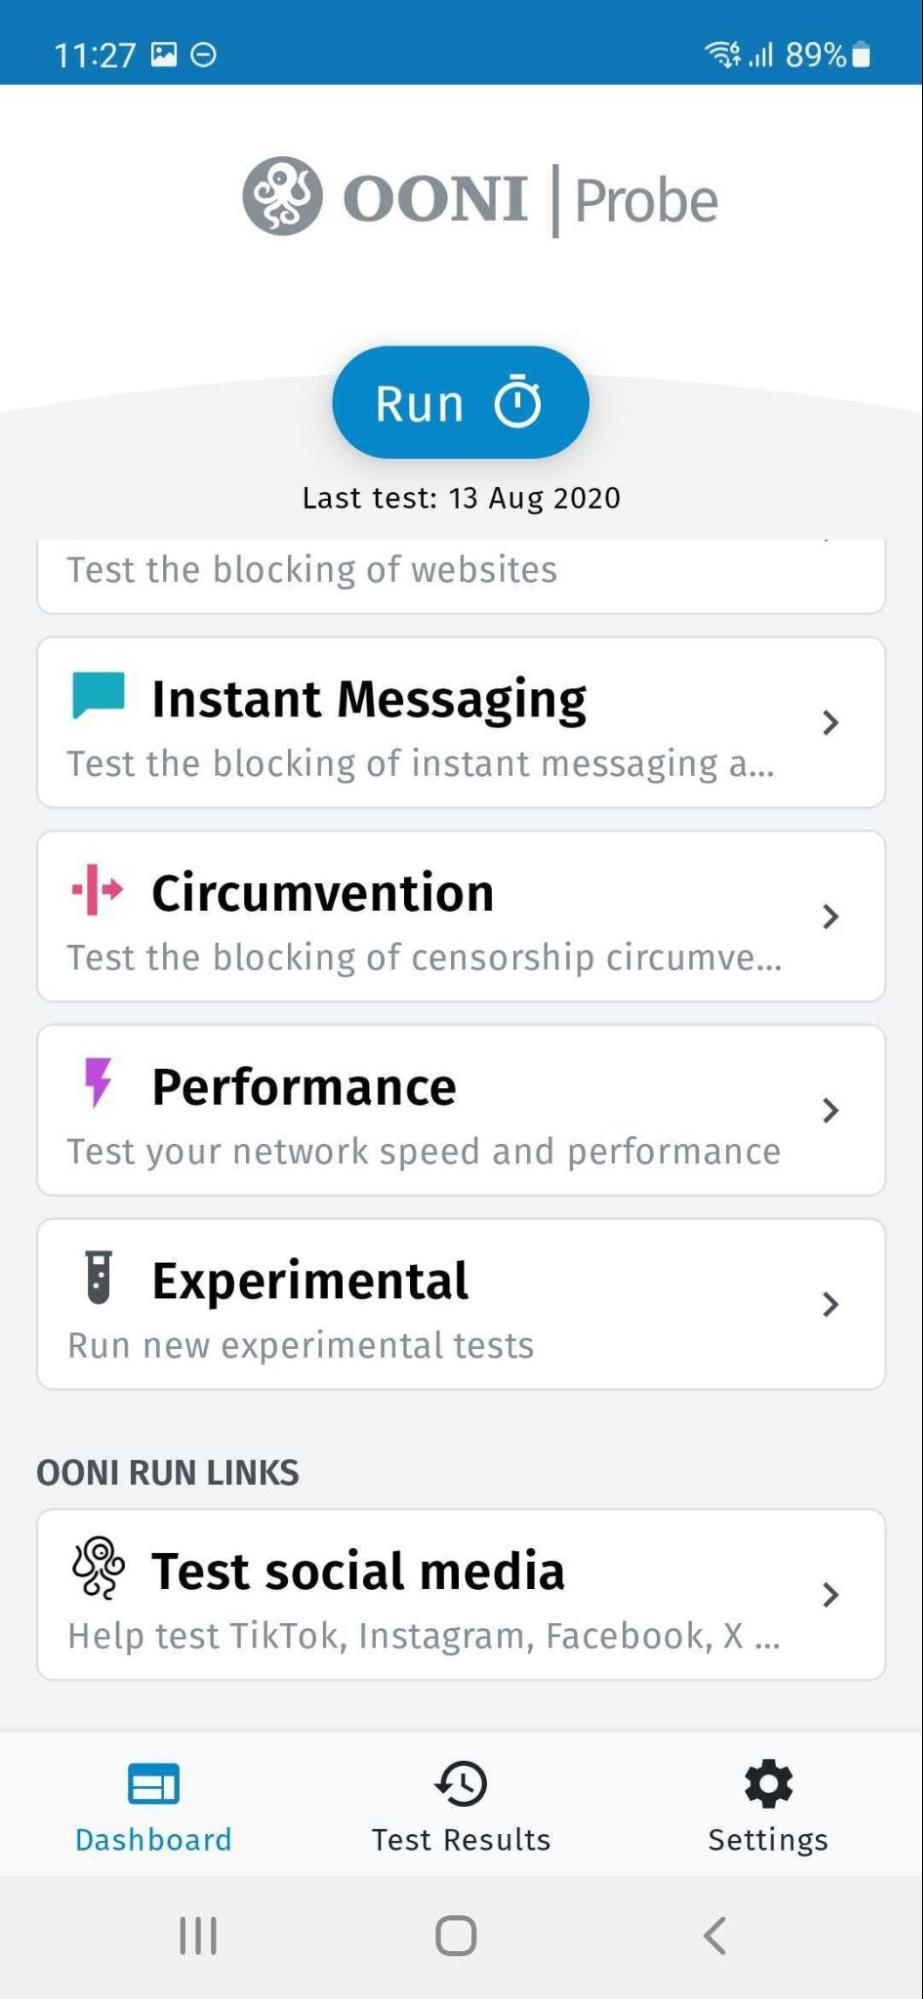 11:27
89%
OONI | Probe
Run
Last test: 13 Aug 2020
Test the blocking of websites
Instant Messaging
Test the blocking of instant messaging a...
Circumvention
Test the blocking of censorship circumve...
Performance
Test your network speed and performance
Experimental
Run new experimental tests
OONI RUN LINKS
Test social media
Help test TikTok, Instagram, Facebook, X ...
Dashboard
Test Results
Settings